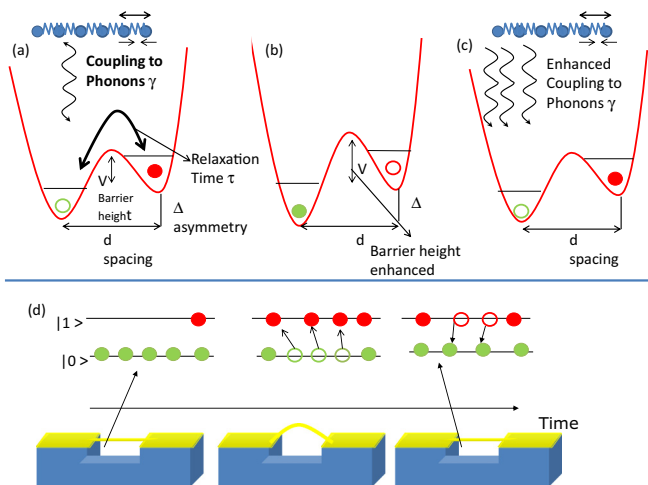 (a)
Coupling to
Phonons γ
Relaxation
Time τ
V
Barrier
height
Δ
asymmetry
d
spacing
(b)
V
Δ
d
Barrier height
enhanced
(c)
Enhanced
Coupling to
Phonons γ
d
spacing
(d)
|1 >
|0 >
Time